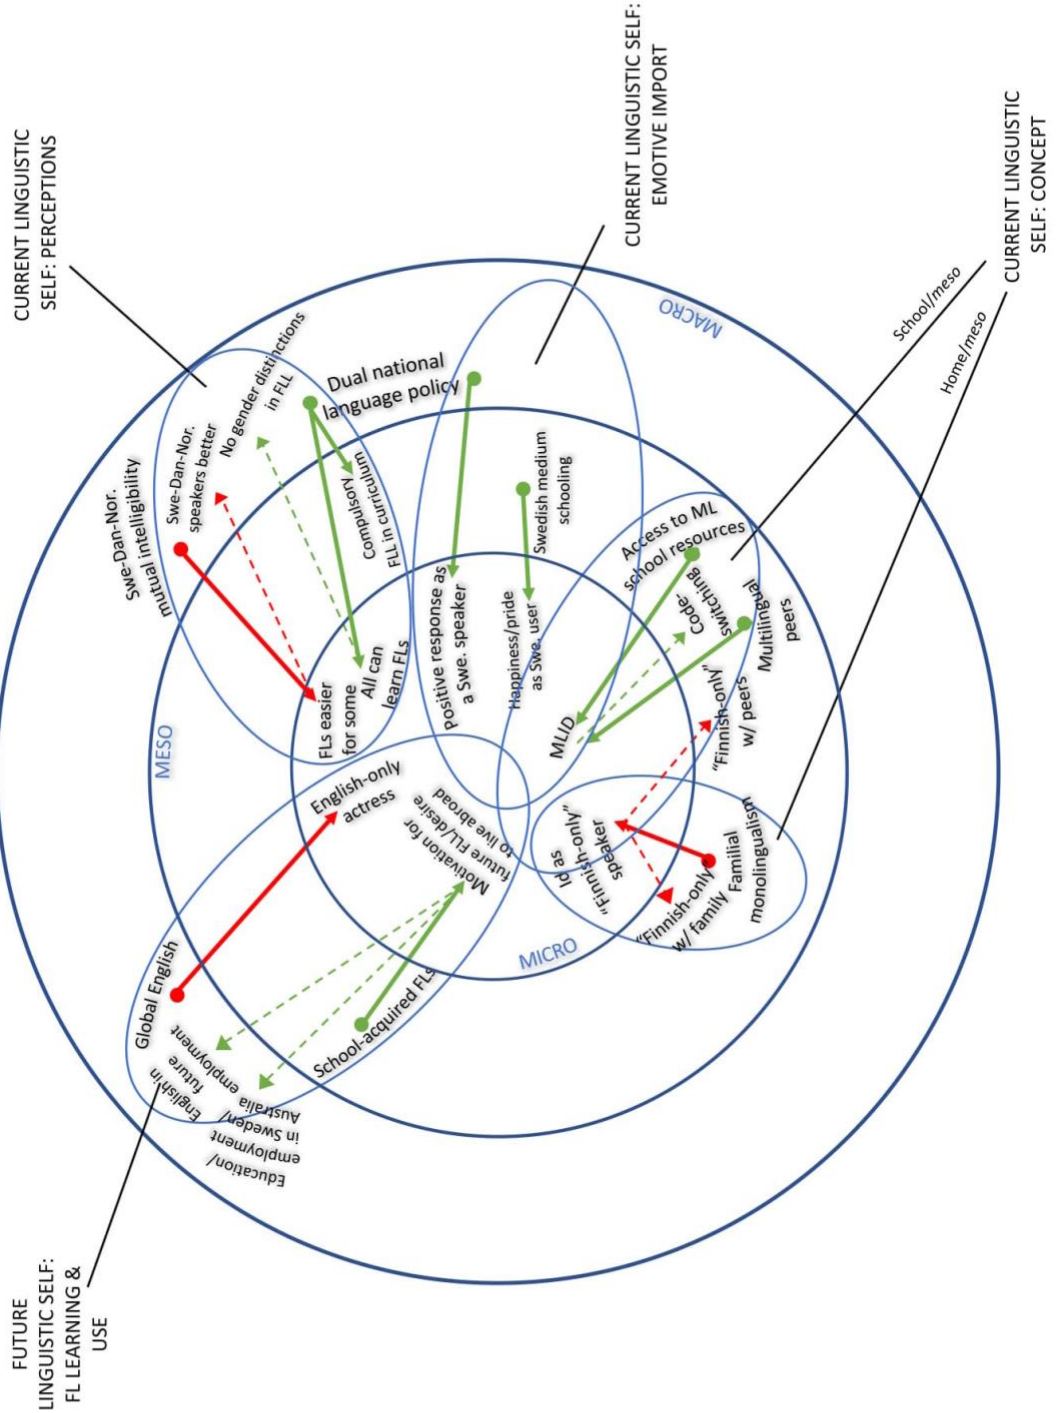 CURRENT LINGUISTIC
SELF: PERCEPTIONS
CURRENT LINGUISTIC SELF:
EMOTIVE IMPORT
CURRENT LINGUISTIC
SELF: CONCEPT
School/meso
Home/meso
FUTURE
LINGUISTIC SELF:
FL LEARNING &
USE
MACRO
MESO
MICRO
Swe-Dan-Nor.
mutual intelligibility
Swe-Dan-Nor.
speakers better
No gender distinctions
in FLL
Dual national
language policy
Compulsory
FLL in curriculum
FLs easier
for some
All can
learn FLs
Positive response as
a Swe. speaker
Swedish medium
schooling
Happiness/pride
as Swe. user
Access to ML
school resources
Code-
switching
Multilingual
peers
MLID
"Finnish-only"
w/ peers
Id as
"Finnish-only"
speaker
"Finnish-only"
w/ family
Familial
monolingualism
English-only
actress
Motivation for
future FLL/desire
to live abroad
School-acquired FLs
Global English
English in
future
employment
Education/
employment
in Sweden/
Australia